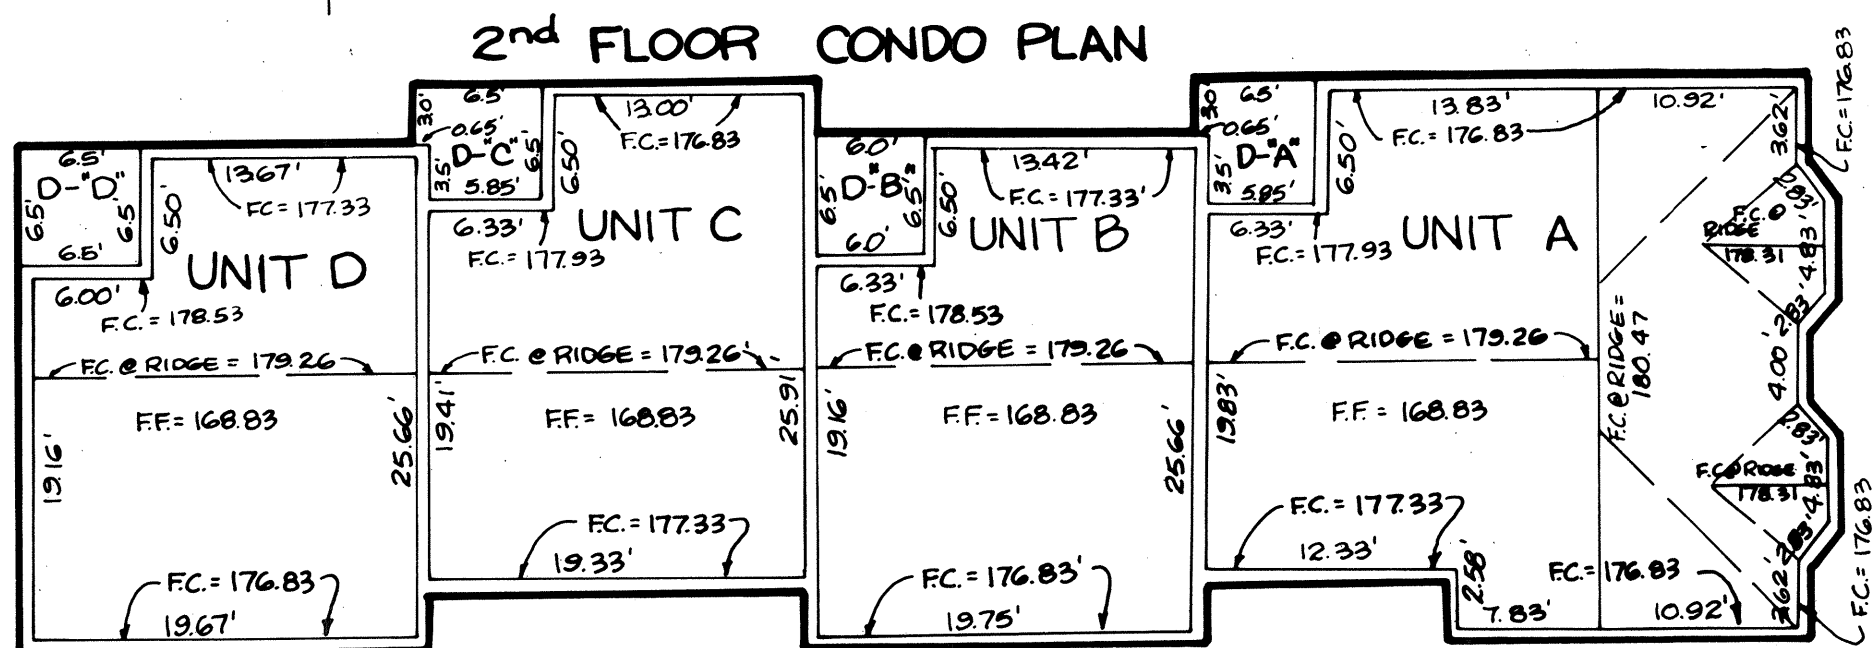 2nd FLOOR CONDO PLAN
6.5'
D-"D"
6.5'
6.5'
6.5'
6.50'
13.67'
FC = 177.33
UNIT D
6.00'
F.C. = 178.53
F.C. @ RIDGE = 179.26
F.F. = 168.83
19.16'
25.66'
F.C. = 176.83
19.67'
6.5'
3.0'
0.65'
D-"C"
6.5'
3.5'
5.85'
6.50'
13.00'
F.C. = 176.83
UNIT C
6.33'
F.C. = 177.93
F.C. @ RIDGE = 179.26'
19.41'
F.F. = 168.83
25.91
F.C. = 177.33
19.33'
6.0'
D-"B"
6.5'
6.5'
6.0'
6.50'
13.42'
F.C. = 177.33'
UNIT B
6.33'
F.C. = 178.53
F.C. @ RIDGE = 179.26
19.16'
F.F. = 168.83
25.66'
F.C. = 176.83'
19.75'
6.5'
3.0'
0.65'
D-"A"
3.5'
5.85'
6.50'
13.83'
F.C. = 176.83
10.92'
UNIT A
6.33'
F.C. = 177.93
F.C. @ RIDGE = 179.26
19.83'
F.F. = 168.83
F.C. = 177.33
12.33'
2.58'
7.83'
F.C. = 176.83
10.92'
F.C. @ RIDGE =
180.47
3.62'
F.C. = 176.83
2.83'
F.C. @
RIDGE
178.31
4.83'
2.83'
4.00'
2.83'
F.C. @ RIDGE
178.31
4.83'
2.83'
3.62'
F.C. = 176.83